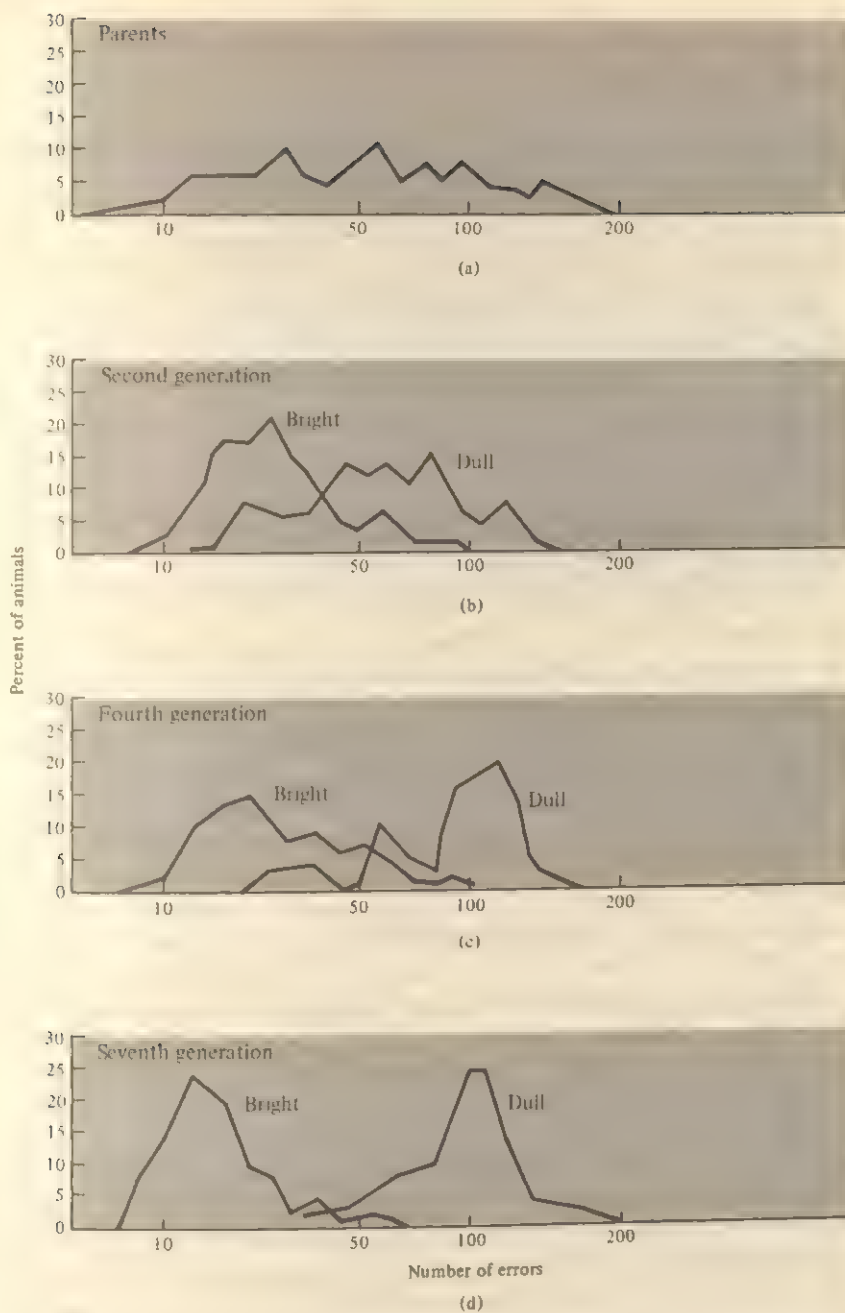 30
Parents
25
20
15
10
5
0
10 50 100 200
(a)
30
Second generation
25
Bright
20
Dull
15
10
5
0
10 50 100 200
(b)
Percent of animals
30
Fourth generation
25
20
Bright
Dull
15
10
5
0
10 50 100 200
(c)
30
Seventh generation
25
Bright
Dull
20
15
10
5
0
10 50 100 200
Number of errors
(d)